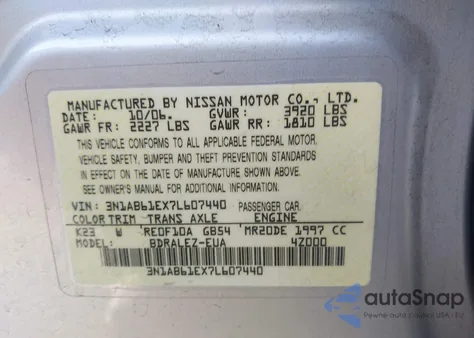 MANUFACTURED BY NISSAN MOTOR CO., LTD.
DATE: 10/06. GVWR: 3920 LBS
GAWR FR: 2227 LBS GAWR RR: 1810 LBS
THIS VEHICLE CONFORMS TO ALL APPLICABLE FEDERAL MOTOR
VEHICLE SAFETY, BUMPER AND THEFT PREVENTION STANDARDS
IN EFFECT ON THE DATE OF MANUFACTURE SHOWN ABOVE.
SEE OWNER'S MANUAL FOR ADDITIONAL INFORMATION.
VIN: 3N1AB61EX7L607440 PASSENGER CAR.
COLOR TRIM TRANS AXLE ENGINE
K23 W 'RE0F10A GB54 'MR20DE 1997 CC
MODEL: BDRALEZ-EUA 4Z000
3N1AB61EX7L607440
autoSnap